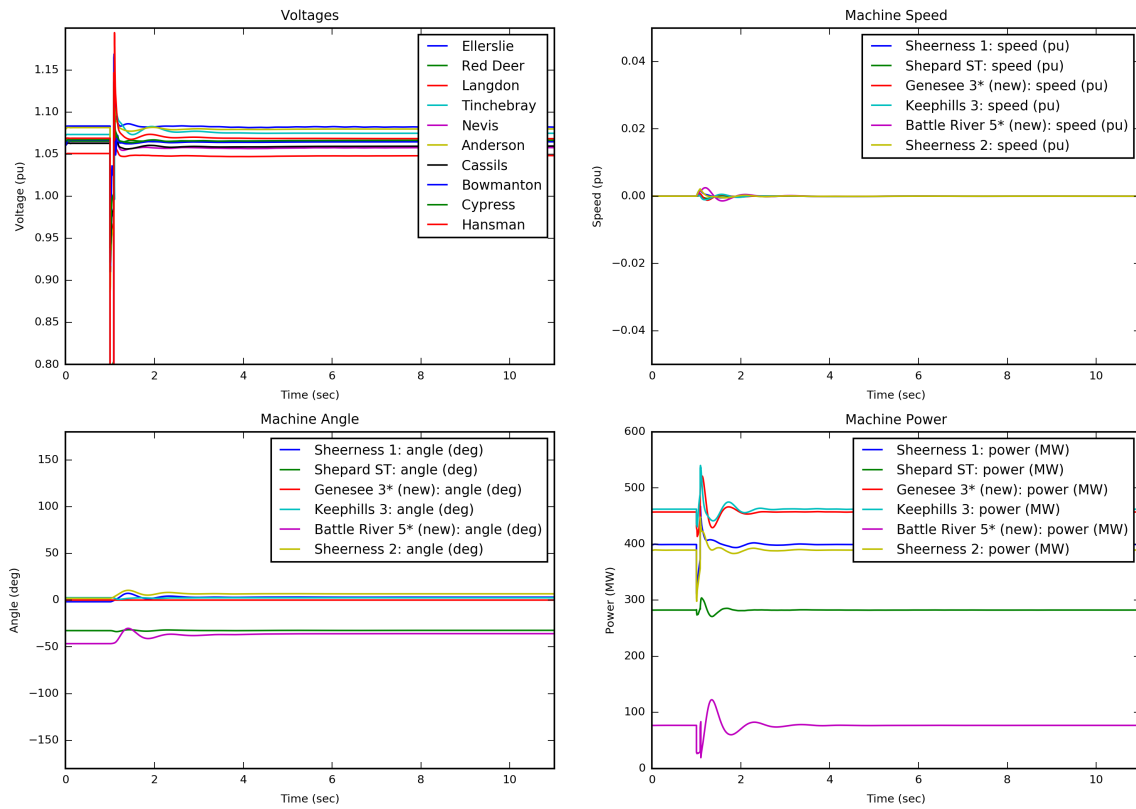 Voltages
1.15
1.10
1.05
1.00
0.95
0.90
0.85
0.80
Voltage (pu)
0 2 4 6 8 10
Time (sec)
Ellerslie
Red Deer
Langdon
Tinchebray
Nevis
Anderson
Cassils
Bowmanton
Cypress
Hansman
Machine Speed
0.04
0.02
0.00
−0.02
−0.04
Speed (pu)
0 2 4 6 8 10
Time (sec)
Sheerness 1: speed (pu)
Shepard ST: speed (pu)
Genesee 3* (new): speed (pu)
Keephills 3: speed (pu)
Battle River 5* (new): speed (pu)
Sheerness 2: speed (pu)
Machine Angle
150
100
50
0
−50
−100
−150
Angle (deg)
0 2 4 6 8 10
Time (sec)
Sheerness 1: angle (deg)
Shepard ST: angle (deg)
Genesee 3* (new): angle (deg)
Keephills 3: angle (deg)
Battle River 5* (new): angle (deg)
Sheerness 2: angle (deg)
Machine Power
600
500
400
300
200
100
0
Power (MW)
0 2 4 6 8 10
Time (sec)
Sheerness 1: power (MW)
Shepard ST: power (MW)
Genesee 3* (new): power (MW)
Keephills 3: power (MW)
Battle River 5* (new): power (MW)
Sheerness 2: power (MW)